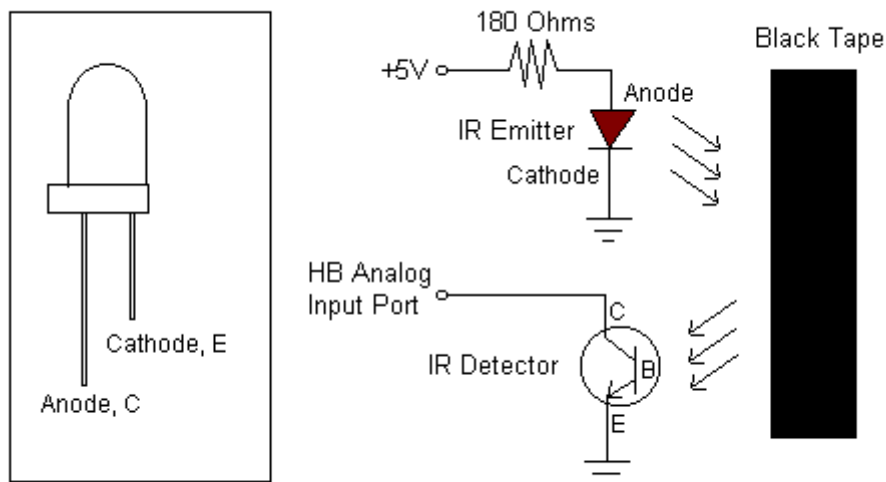 180 Ohms
Black Tape
+5V
Anode
IR Emitter
Cathode
HB Analog
Input Port
C
IR Detector
B
E
Cathode, E
Anode, C